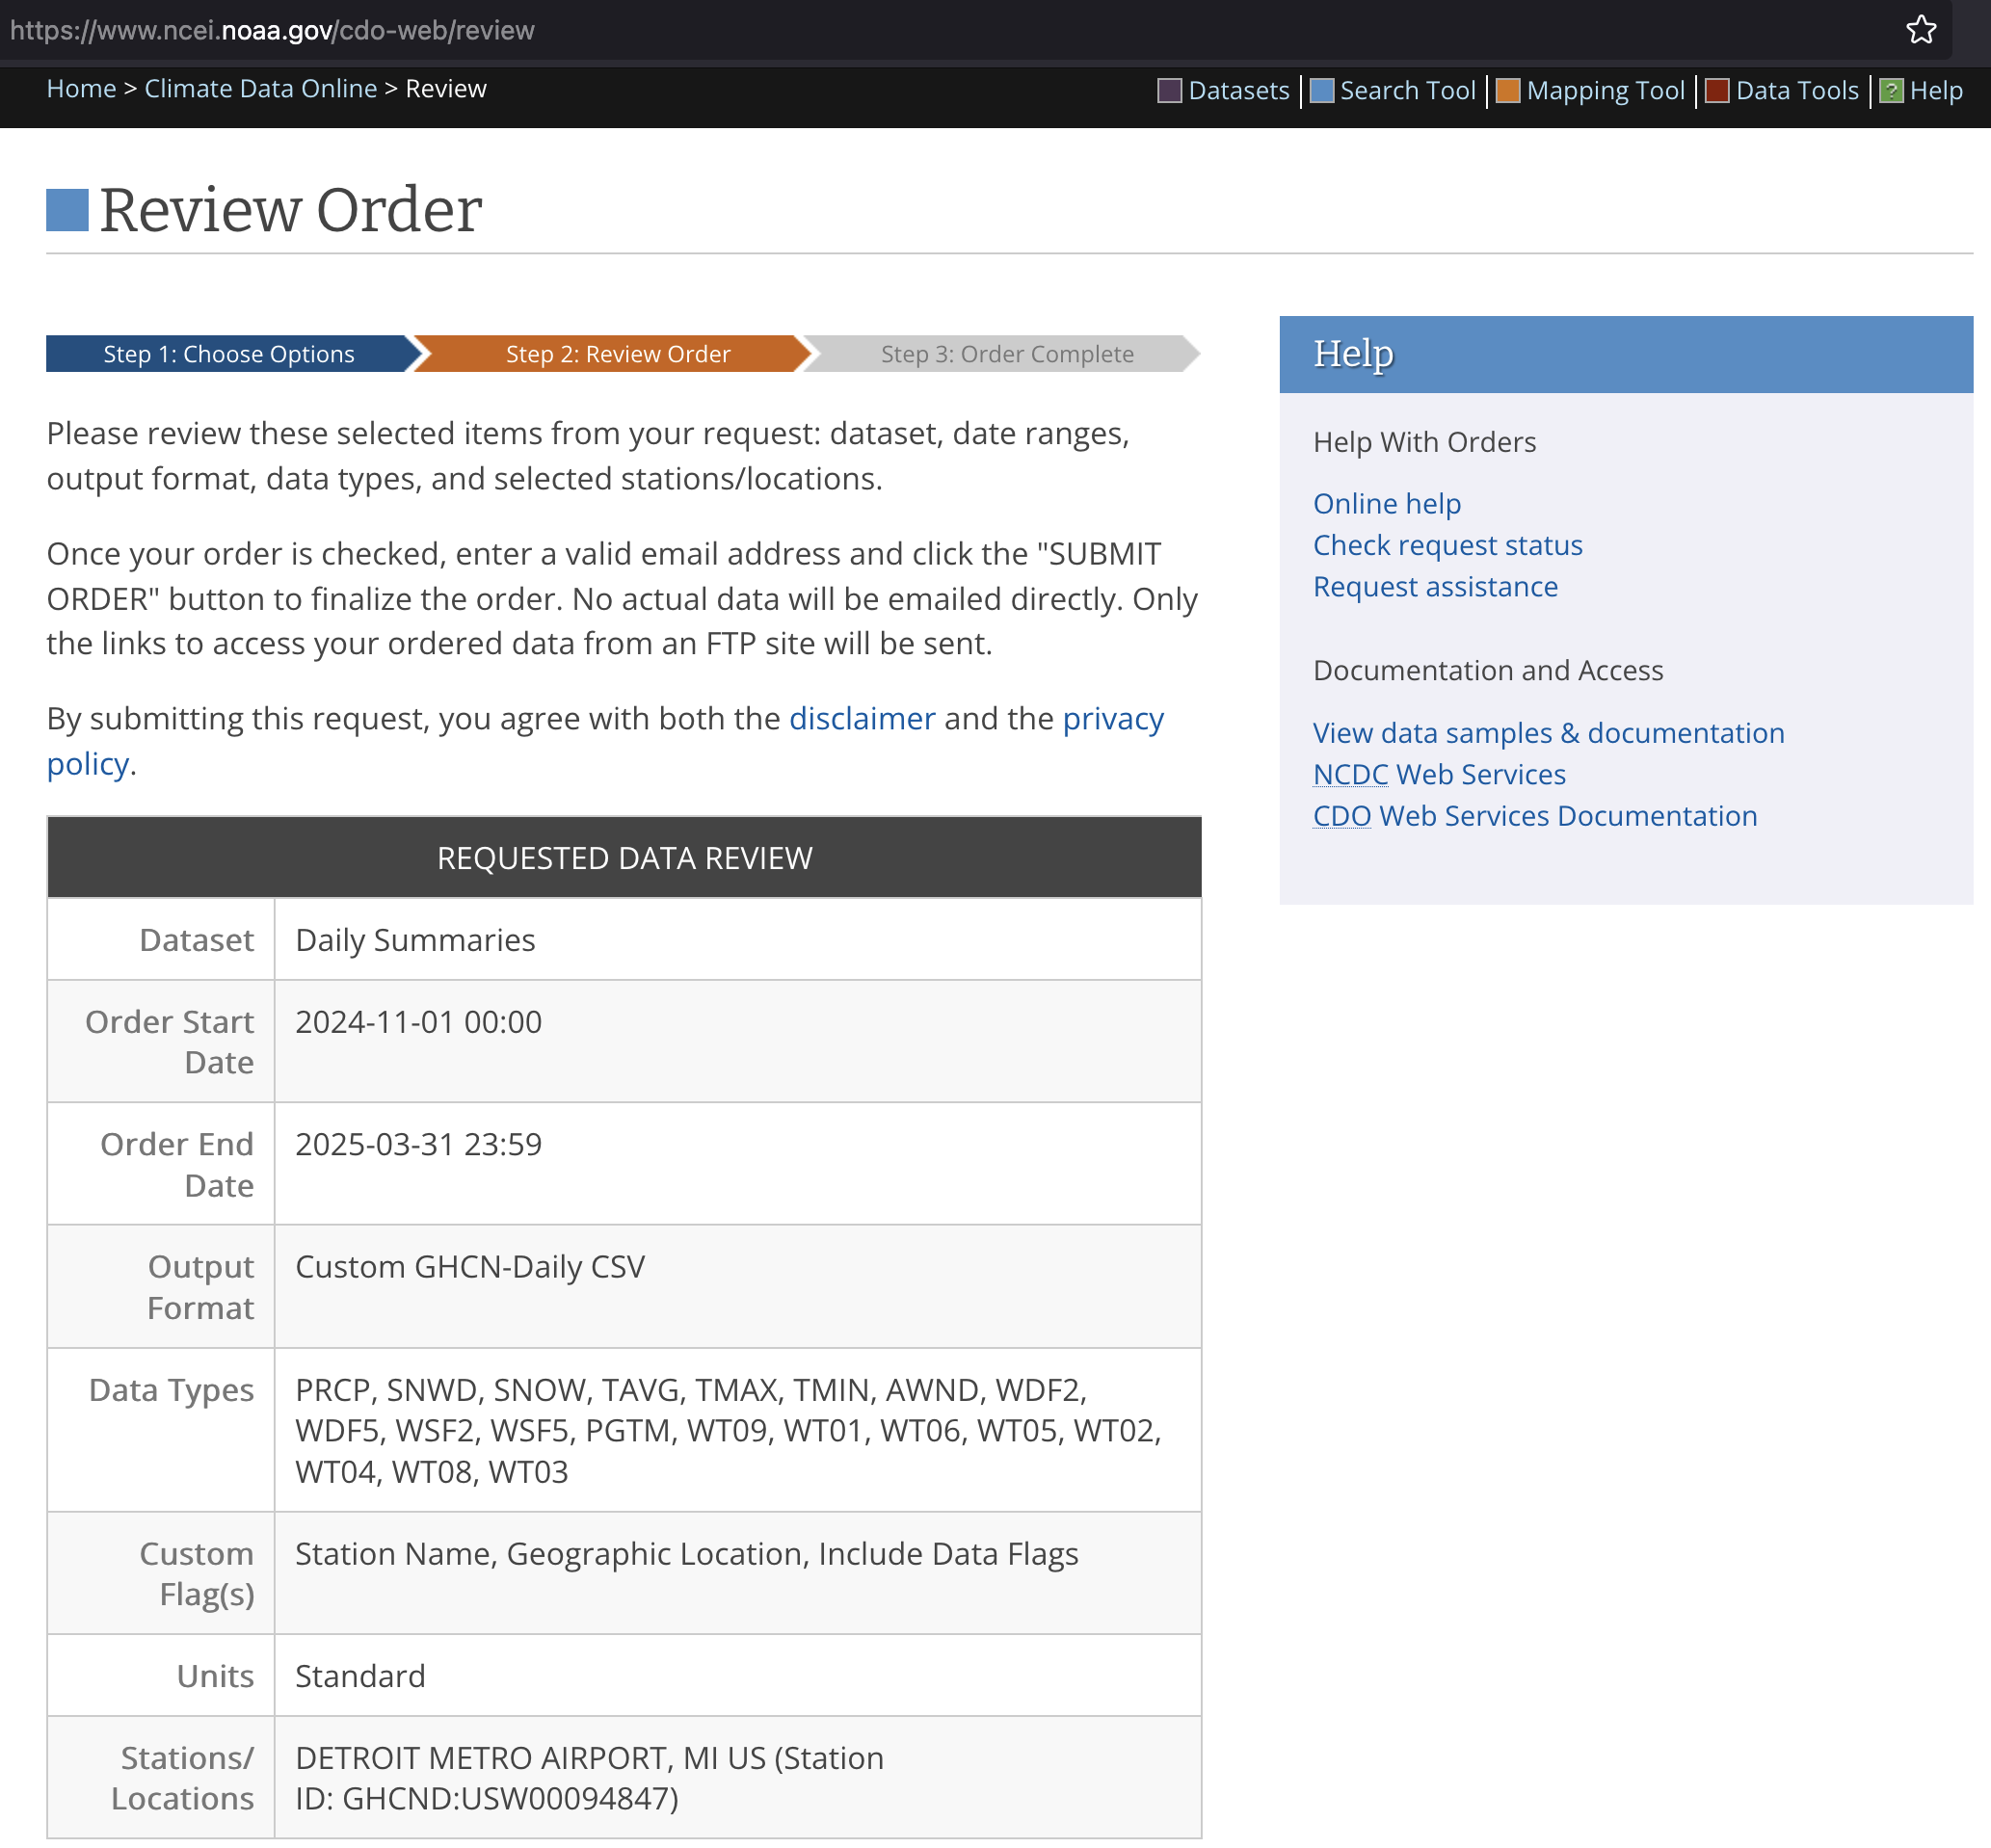 https://www.ncei.noaa.gov/cdo-web/review
Home > Climate Data Online > Review
Datasets | Search Tool | Mapping Tool | Data Tools | ? Help
Review Order
Step 1: Choose Options
Step 2: Review Order
Step 3: Order Complete
Please review these selected items from your request: dataset, date ranges,
output format, data types, and selected stations/locations.
Once your order is checked, enter a valid email address and click the "SUBMIT
ORDER" button to finalize the order. No actual data will be emailed directly. Only
the links to access your ordered data from an FTP site will be sent.
By submitting this request, you agree with both the disclaimer and the privacy
policy.
REQUESTED DATA REVIEW
Dataset
Daily Summaries
Order Start
Date
2024-11-01 00:00
Order End
Date
2025-03-31 23:59
Output
Format
Custom GHCN-Daily CSV
Data Types
PRCP, SNWD, SNOW, TAVG, TMAX, TMIN, AWND, WDF2,
WDF5, WSF2, WSF5, PGTM, WT09, WT01, WT06, WT05, WT02,
WT04, WT08, WT03
Custom
Flag(s)
Station Name, Geographic Location, Include Data Flags
Units
Standard
Stations/
Locations
DETROIT METRO AIRPORT, MI US (Station
ID: GHCND:USW00094847)
Help
Help With Orders
Online help
Check request status
Request assistance
Documentation and Access
View data samples & documentation
NCDC Web Services
CDO Web Services Documentation